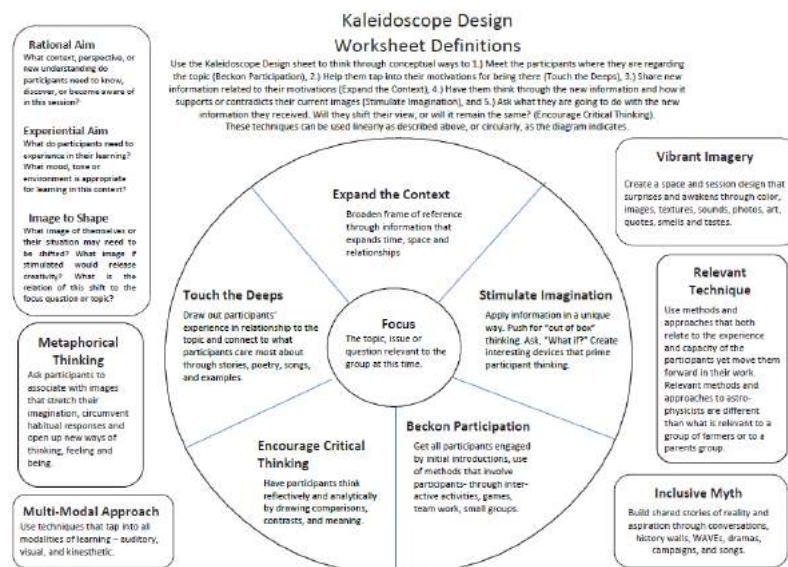 Kaleidoscope Design
Worksheet Definitions
Use the Kaleidoscope Design sheet to think through conceptual ways to 1.) Meet the participants where they are regarding
the topic (Beckon Participation), 2.) Help them tap into their motivations for being there (Touch the Deeps), 3.) Share new
information related to their motivations (Expand the Context), 4.) Have them think through the new information and how it
supports or contradicts their current images (Stimulate Imagination), and 5.) Ask what they are going to do with the new
information they received. Will they shift their view, or will it remain the same? (Encourage Critical Thinking).
These techniques can be used linearly as described above, or circularly, as the diagram indicates.
Rational Aim
What context, perspective, or
new understanding do
participants need to know,
discover, or become aware of
in this session?
Experiential Aim
What do participants need to
experience in their learning?
What mood, tone or
environment is appropriate
for learning in this context?
Image to Shape
What image of themselves or
their situation may need to
be shifted? What image if
stimulated would release
creativity? What is the
relation of this shift to the
focus question or topic?
Metaphorical
Thinking
Ask participants to
associate with images
that stretch their
imagination, circumvent
habitual responses and
open up new ways of
thinking, feeling and
being.
Multi-Modal Approach
Use techniques that tap into all
modalities of learning – auditory,
visual, and kinesthetic.
Expand the Context
Broaden frame of reference
through information that
expands time, space and
relationships
Touch the Deeps
Draw out participants'
experience in relationship to the
topic and connect to what
participants care most about
through stories, poetry, songs,
and examples.
Focus
The topic, issue or
question relevant to the
group at this time.
Stimulate Imagination
Apply information in a unique
way. Push for "out of box"
thinking. Ask, "What if?" Create
interesting devices that prime
participant thinking.
Encourage Critical
Thinking
Have participants think
reflectively and analytically
by drawing comparisons,
contrasts, and meaning.
Beckon Participation
Get all participants engaged
by initial introductions, use
of methods that involve
participants- through inter-
active activities, games,
team work, small groups.
Vibrant Imagery
Create a space and session design that
surprises and awakens through color,
images, textures, sounds, photos, art,
quotes, smells and tastes.
Relevant
Technique
Use methods and
approaches that both
relate to the experience
and capacity of the
participants yet move them
forward in their work.
Relevant methods and
approaches to astro-
physicists are different
than what is relevant to a
group of farmers or to a
parents group.
Inclusive Myth
Build shared stories of reality and
aspiration through conversations,
history walls, WAVEs, dramas,
campaigns, and songs.